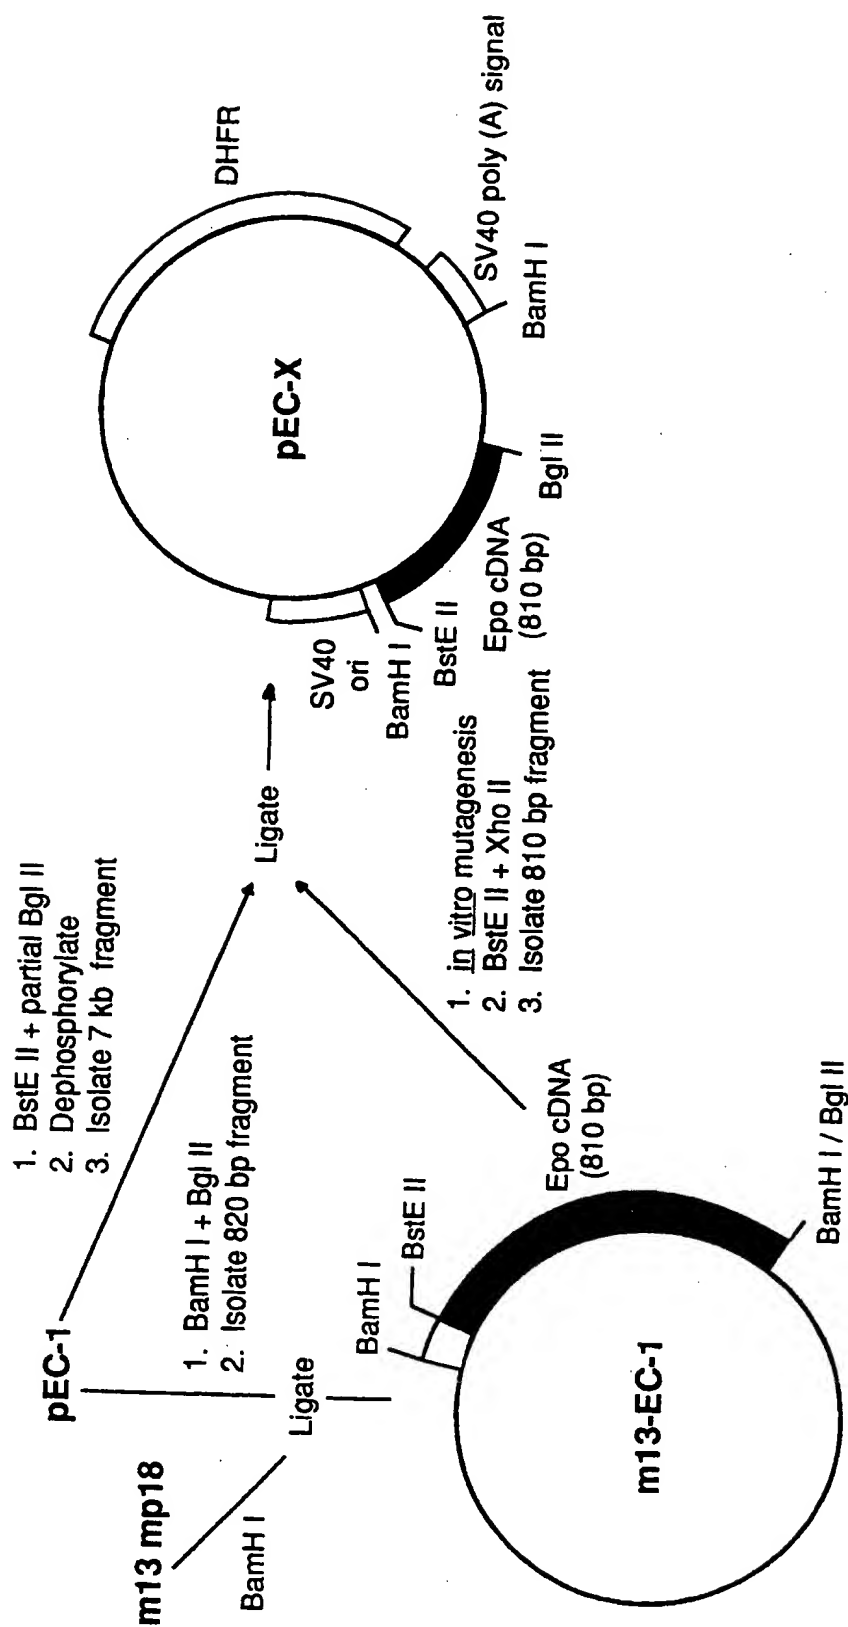 m13 mp18
BamH I
pEC-1
1. BamH I + Bgl II
2. Isolate 820 bp fragment
Ligate
1. BstE II + partial Bgl II
2. Dephosphorylate
3. Isolate 7 kb fragment
Ligate
m13-EC-1
BamH I
BstE II
Epo cDNA
(810 bp)
BamH I / Bgl II
1. in vitro mutagenesis
2. BstE II + Xho II
3. Isolate 810 bp fragment
pEC-X
DHFR
SV40 poly (A) signal
BamH I
Bgl II
Epo cDNA
(810 bp)
BstE II
BamH I
SV40
ori